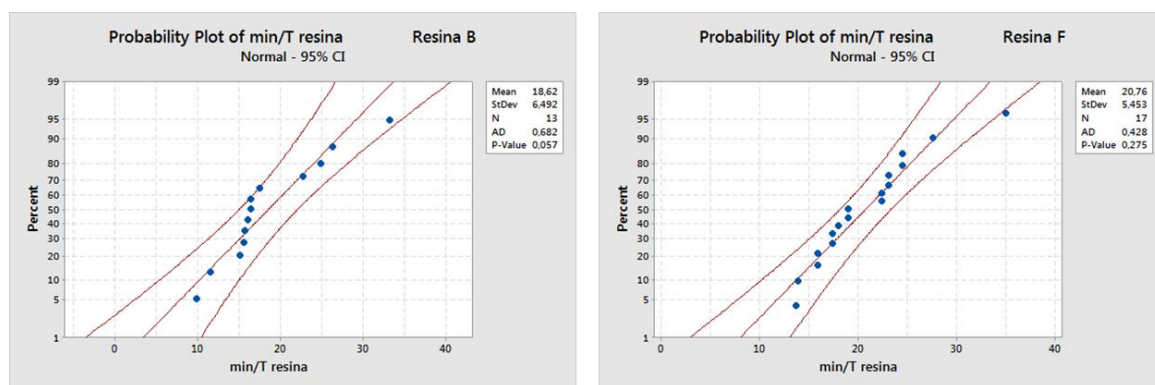 Probability Plot of min/T resina Resina B
Normal - 95% CI
99
95
90
80
70
60
50
40
30
20
10
5
1
Percent
0 10 20 30 40
min/T resina
Mean 18,62
StDev 6,492
N 13
AD 0,682
P-Value 0,057
Probability Plot of min/T resina Resina F
Normal - 95% CI
99
95
90
80
70
60
50
40
30
20
10
5
1
Percent
0 10 20 30 40
min/T resina
Mean 20,76
StDev 5,453
N 17
AD 0,428
P-Value 0,275